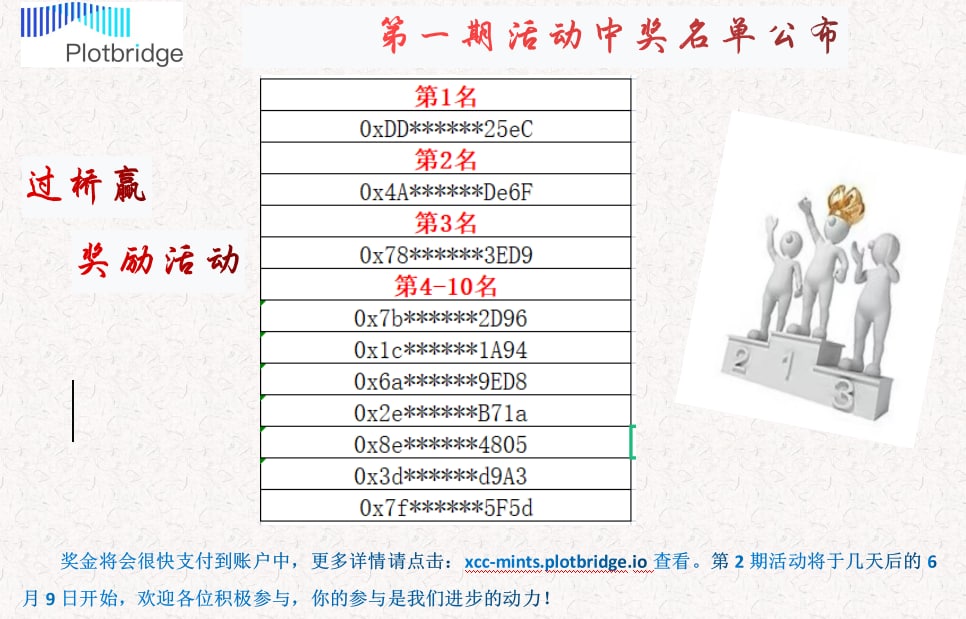 Plotbridge
第一期活动中奖名单公布
过桥赢
奖励活动
第1名
0xDD******25eC
第2名
0x4A******De6F
第3名
0x78******3ED9
第4-10名
0x7b******2D96
0x1c******1A94
0x6a******9ED8
0x2e******B71a
0x8e******4805
0x3d******d9A3
0x7f******5F5d
2 1 3
奖金将会很快支付到账户中，更多详情请点击：xcc-mints.plotbridge.io 查看。第 2 期活动将于几天后的 6
月 9 日开始，欢迎各位积极参与，你的参与是我们进步的动力！